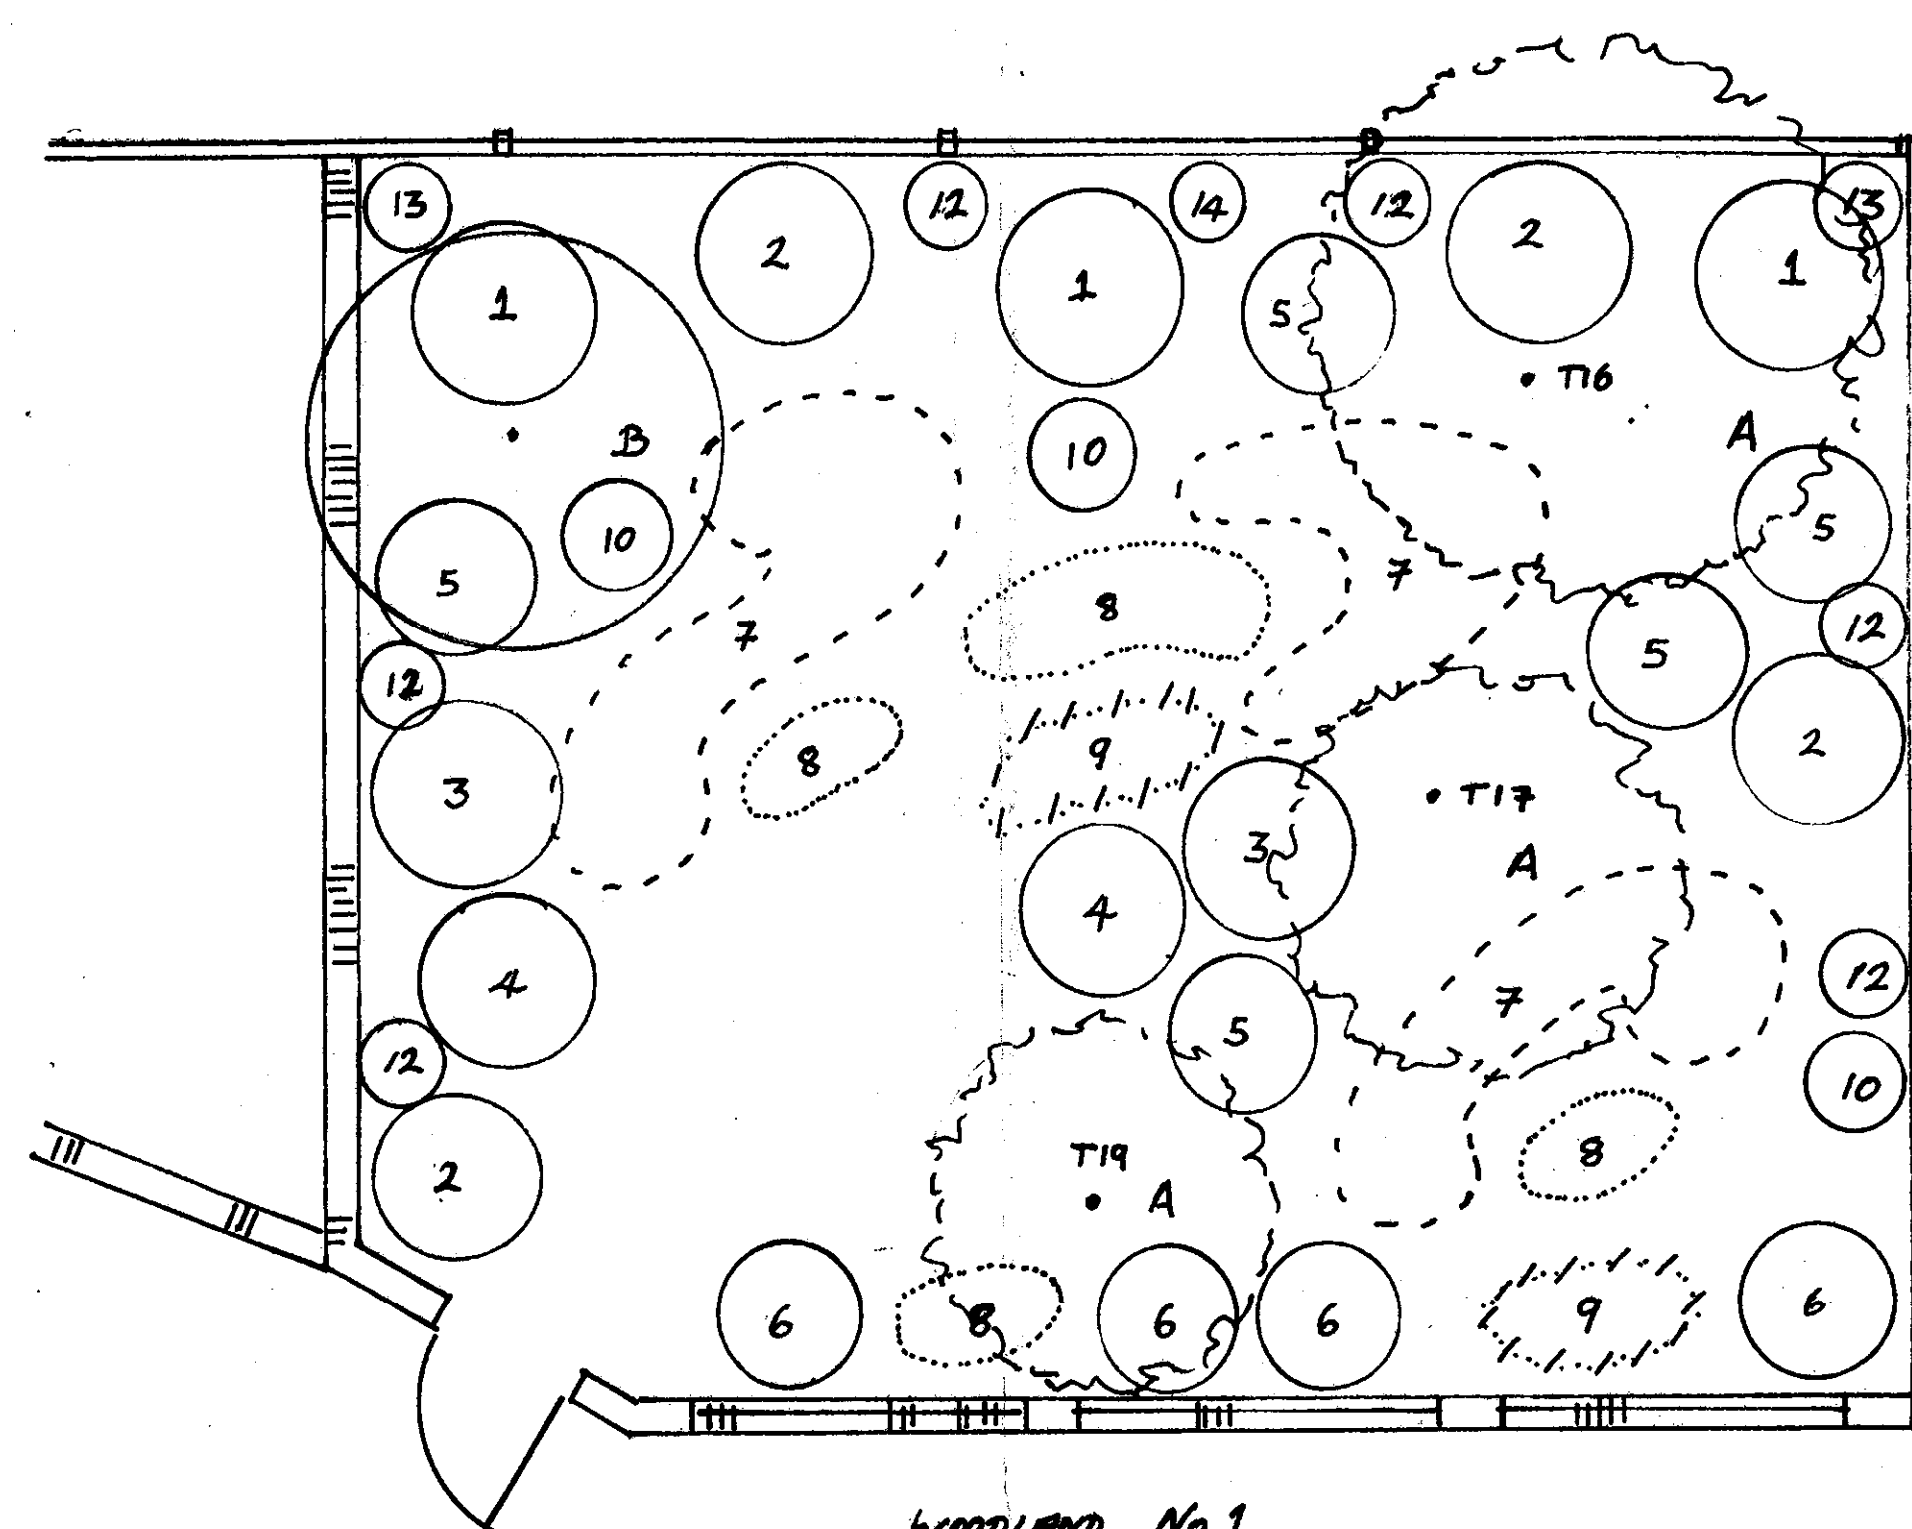 13 2 12 1 14 5 12 2 1 13
1
T16
B 10 A
5 10 5
7 8 7 5 12
12
3 8 9 T17 2
4 3 A
4 5 7 12
12 10
2 T19 A 8
6 8 6 6 9 6
WOODLAND No 1